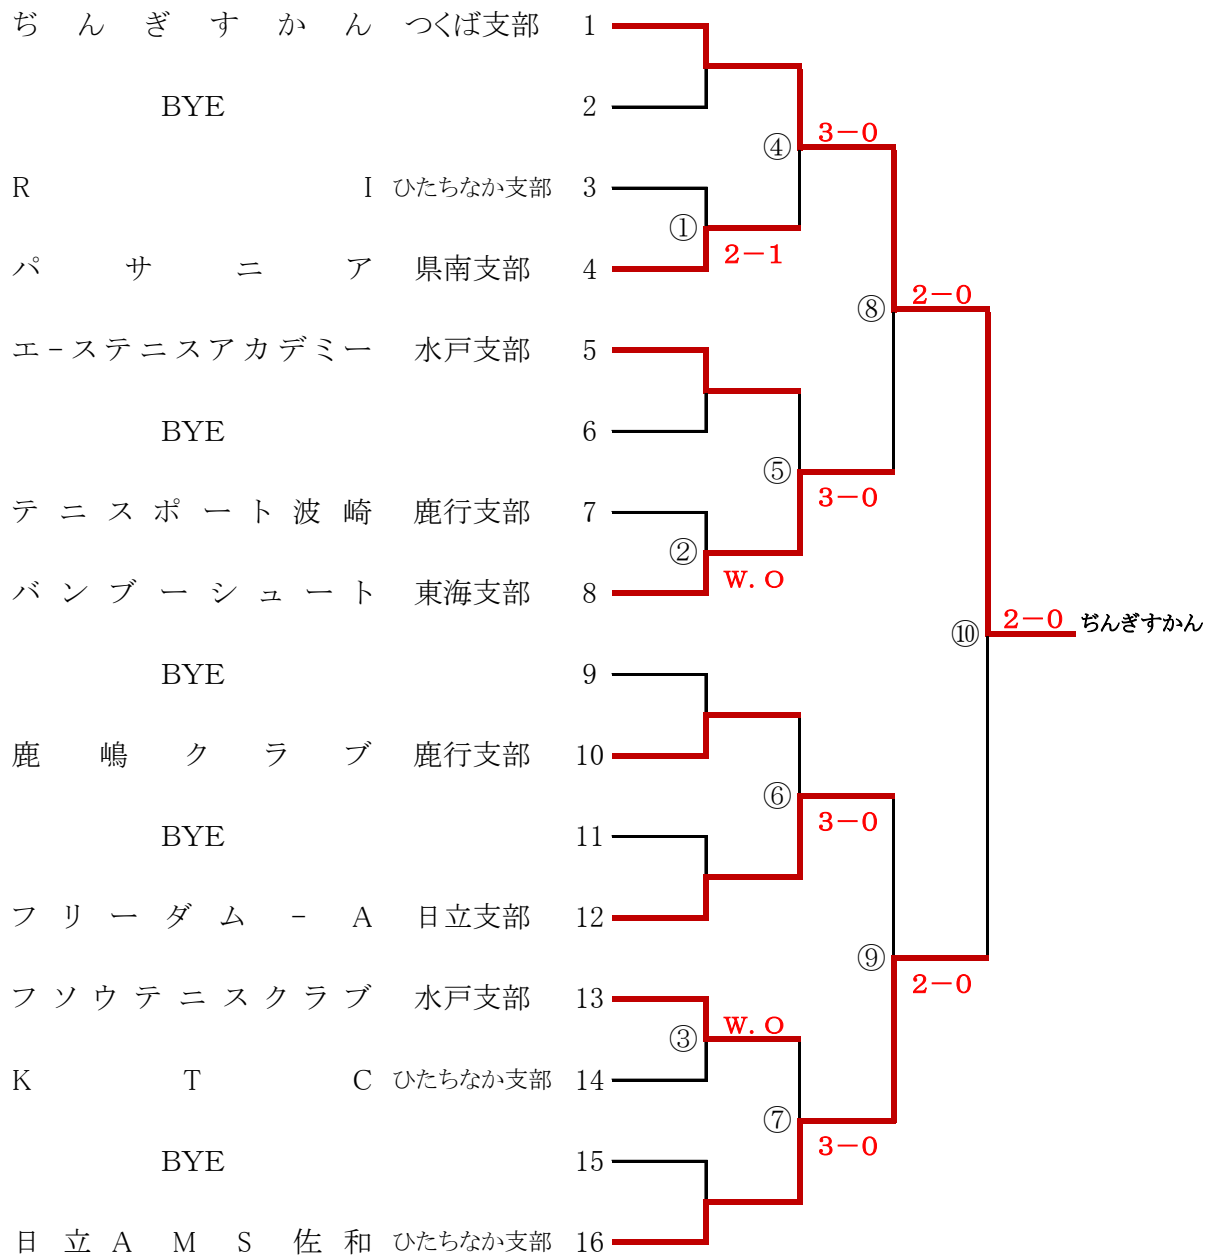 ぢんぎすかん つくば支部 1
BYE 2
3-0
④
RI ひたちなか支部 3
①
2-1
パサニア 県南支部 4
2-0
⑧
エ-ステニスアカデミー 水戸支部 5
BYE 6
⑤
3-0
テニスポート波崎 鹿行支部 7
②
W.O
バンブーシュート 東海支部 8
2-0 ぢんぎすかん
⑩
BYE 9
鹿嶋クラブ 鹿行支部 10
⑥
3-0
BYE 11
フリーダム-A 日立支部 12
⑨
2-0
フソウテニスクラブ 水戸支部 13
W.O
③
KTC ひたちなか支部 14
⑦
3-0
BYE 15
日立AMS佐和 ひたちなか支部 16